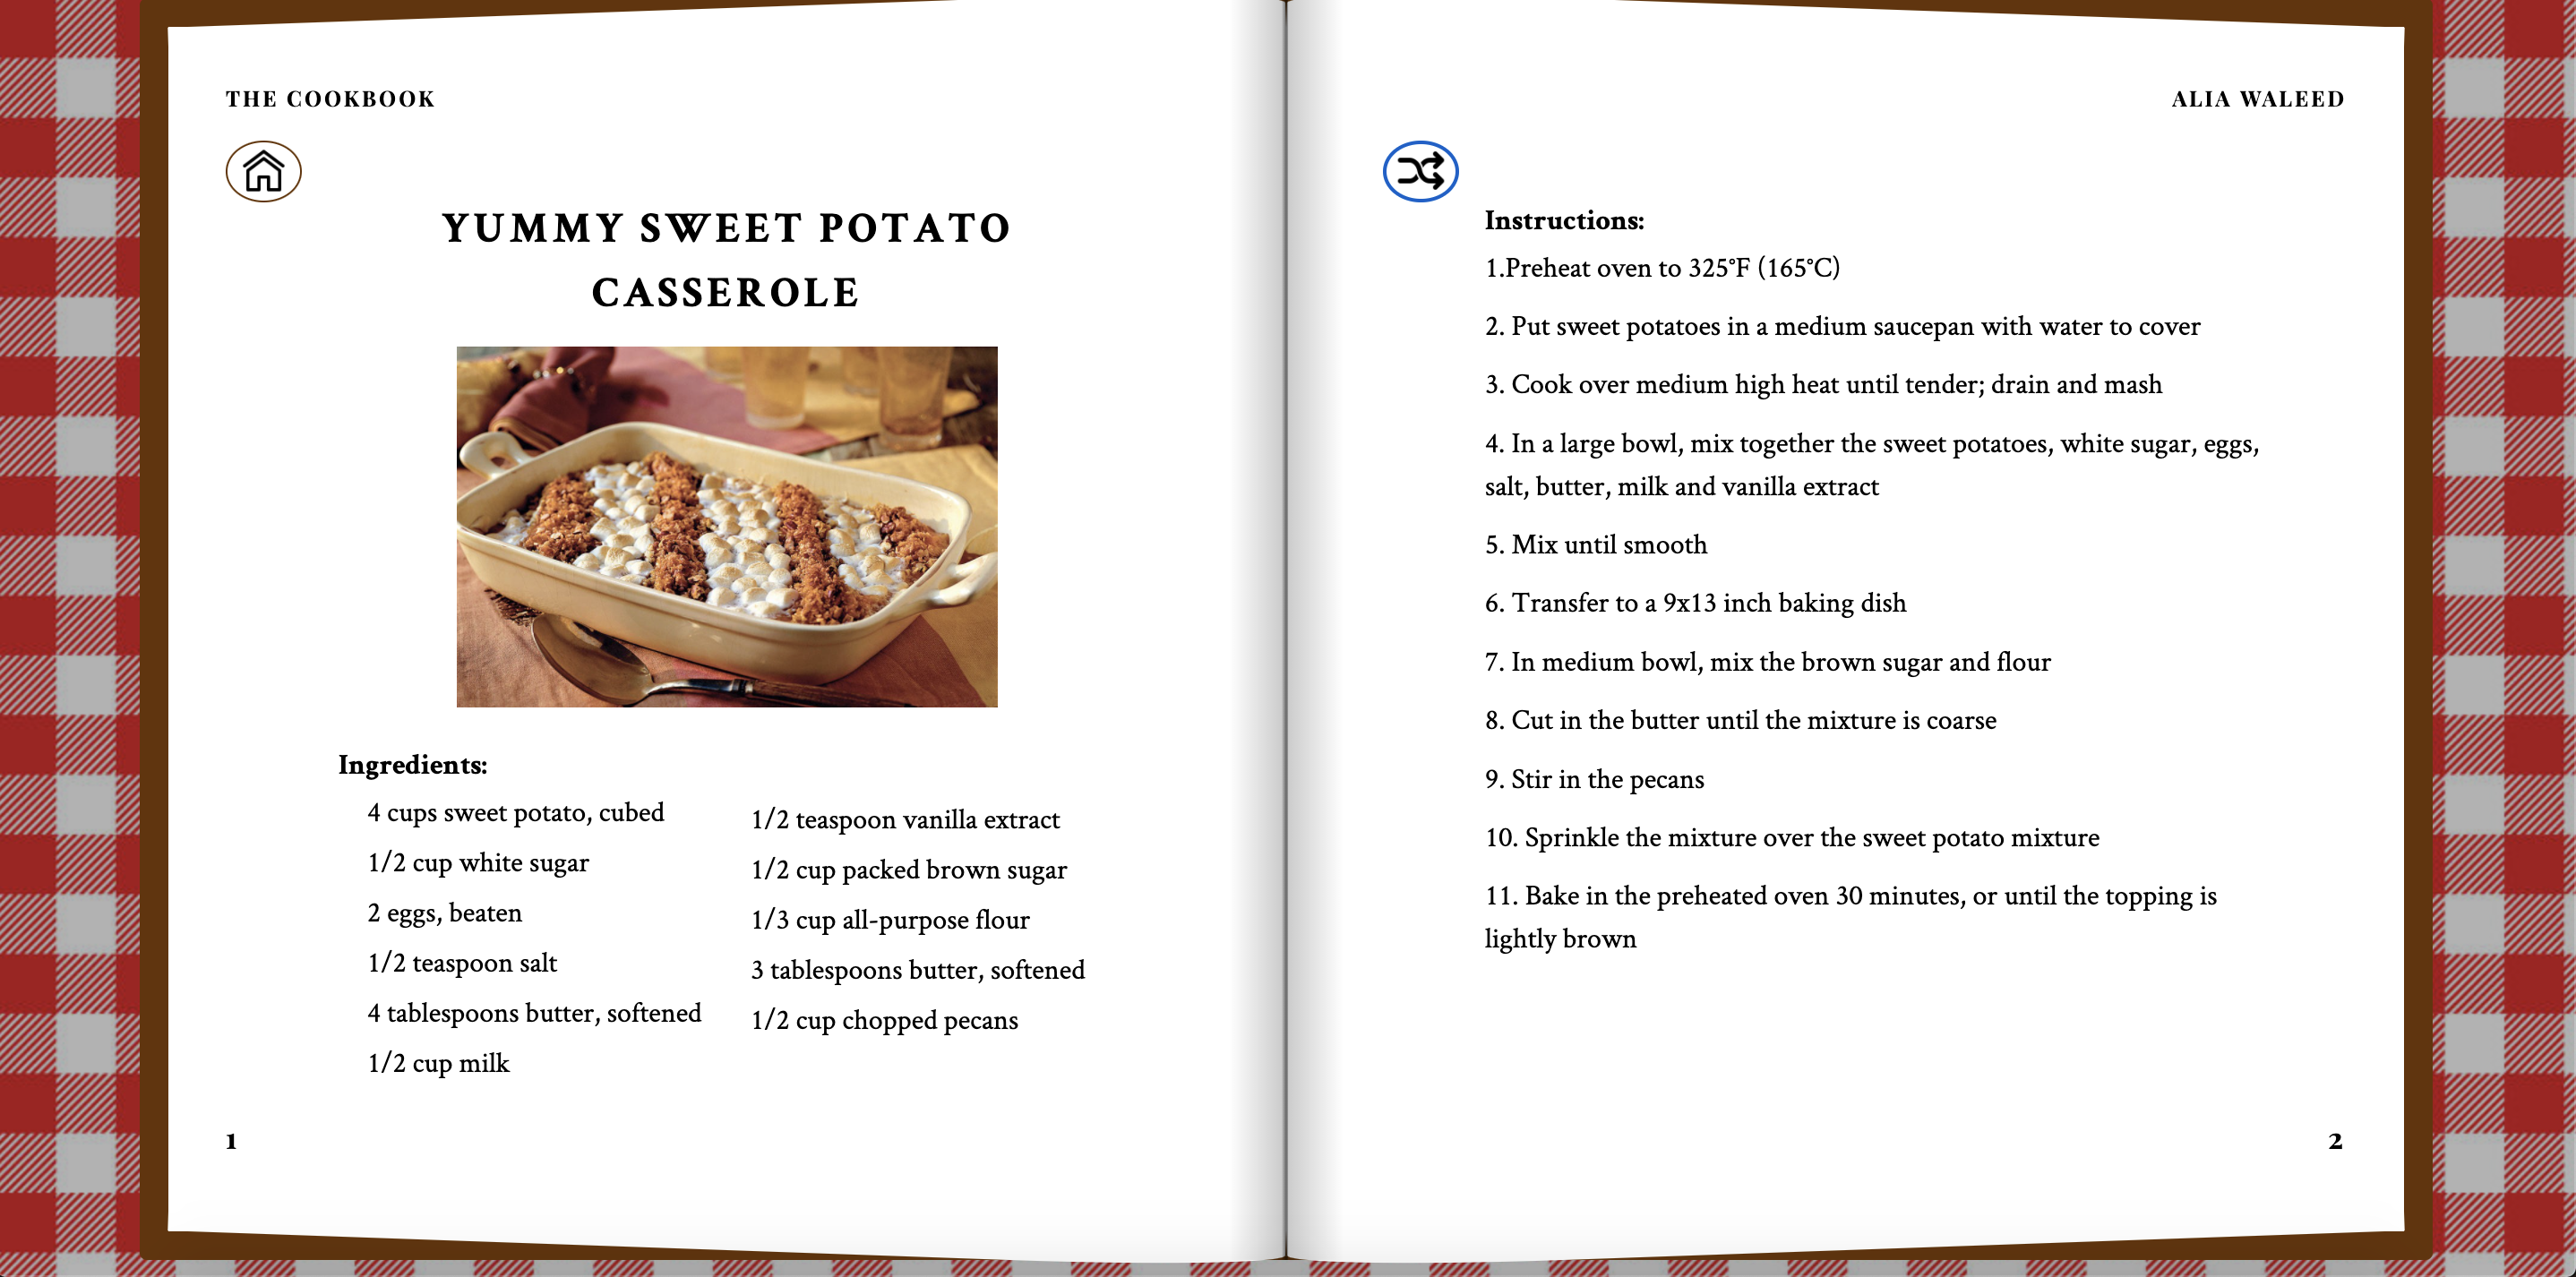 THE COOKBOOK
YUMMY SWEET POTATO
CASSEROLE
Ingredients:
4 cups sweet potato, cubed
1/2 cup white sugar
2 eggs, beaten
1/2 teaspoon salt
4 tablespoons butter, softened
1/2 cup milk
1/2 teaspoon vanilla extract
1/2 cup packed brown sugar
1/3 cup all-purpose flour
3 tablespoons butter, softened
1/2 cup chopped pecans
1
ALIA WALEED
Instructions:
1.Preheat oven to 325°F (165°C)
2. Put sweet potatoes in a medium saucepan with water to cover
3. Cook over medium high heat until tender; drain and mash
4. In a large bowl, mix together the sweet potatoes, white sugar, eggs,
salt, butter, milk and vanilla extract
5. Mix until smooth
6. Transfer to a 9x13 inch baking dish
7. In medium bowl, mix the brown sugar and flour
8. Cut in the butter until the mixture is coarse
9. Stir in the pecans
10. Sprinkle the mixture over the sweet potato mixture
11. Bake in the preheated oven 30 minutes, or until the topping is
lightly brown
2